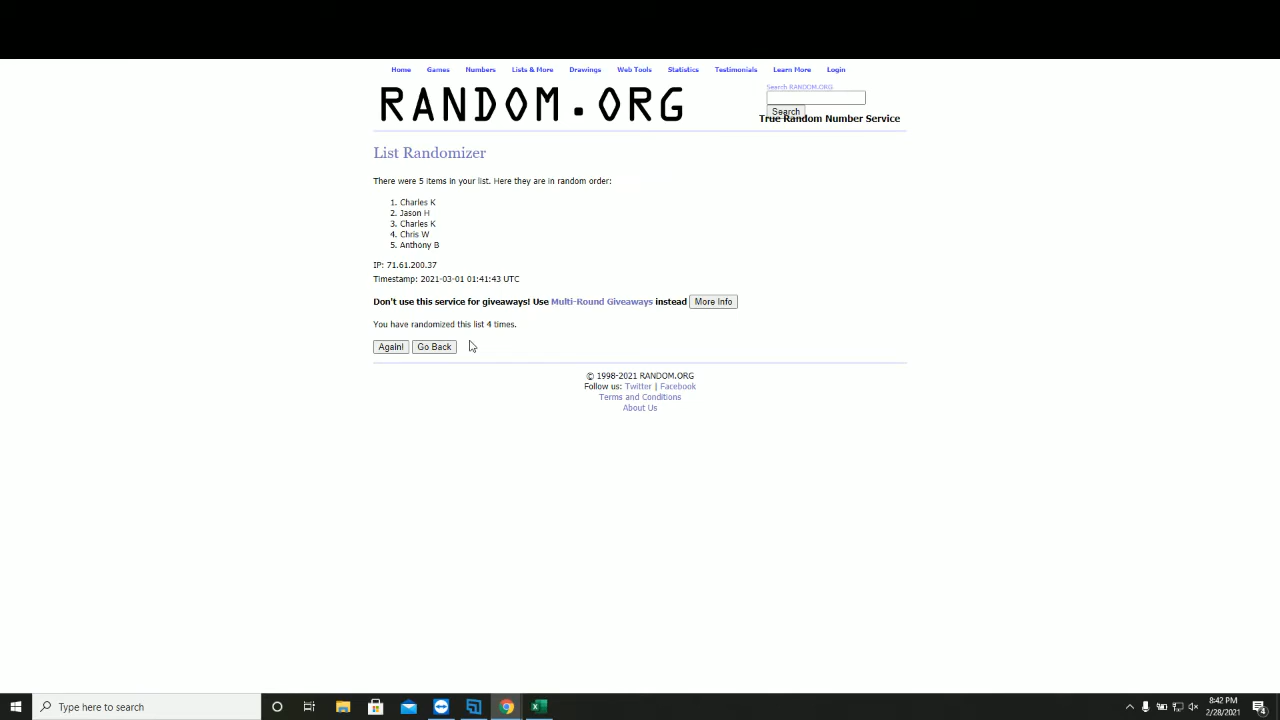 Home Games Numbers Lists & More Drawings Web Tools Statistics Testimonials Learn More Login
Search RANDOM.ORG
RANDOM.ORG
Search
True Random Number Service
List Randomizer
There were 5 items in your list. Here they are in random order:
1. Charles K
2. Jason H
3. Charles K
4. Chris W
5. Anthony B
IP: 71.61.200.37
Timestamp: 2021-03-01 01:41:43 UTC
Don't use this service for giveaways! Use Multi-Round Giveaways instead More Info
You have randomized this list 4 times.
Again! Go Back
© 1998-2021 RANDOM.ORG
Follow us: Twitter | Facebook
Terms and Conditions
About Us
Type here to search
8:42 PM
2/28/2021
4